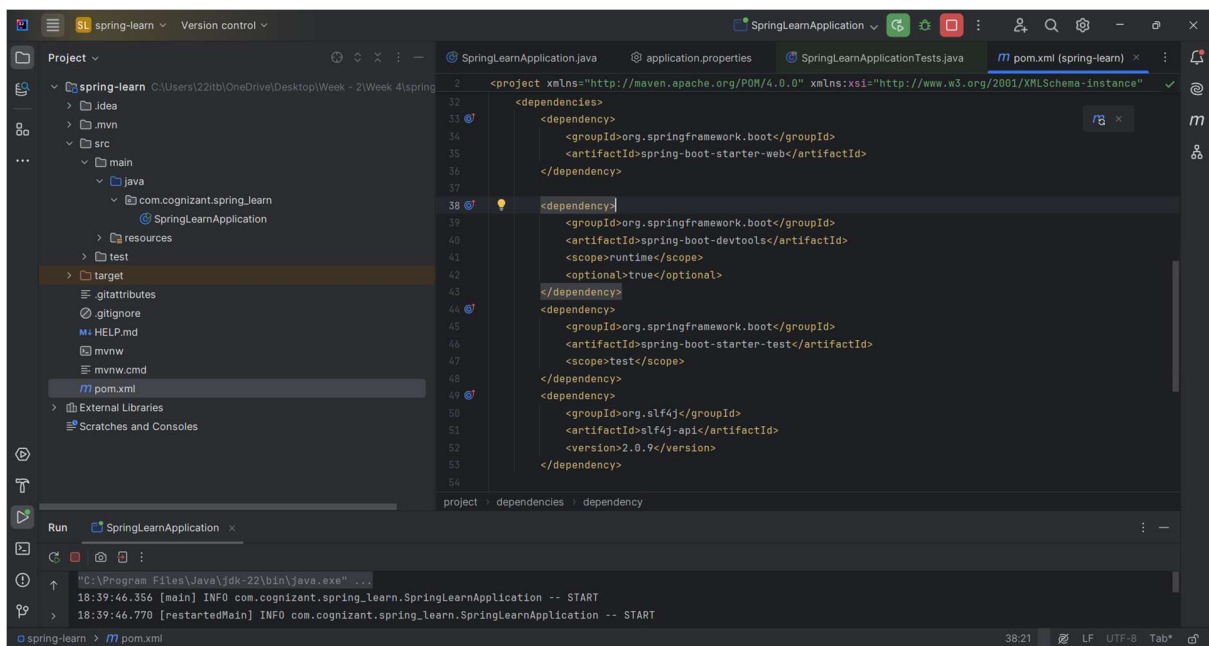 SL spring-learn Version control SpringLearnApplication
Project
spring-learn C:\Users\22itb\OneDrive\Desktop\Week - 2\Week 4\spring
.idea
.mvn
src
main
java
com.cognizant.spring_learn
SpringLearnApplication
resources
test
target
.gitattributes
.gitignore
M↓ HELP.md
mvnw
mvnw.cmd
m pom.xml
External Libraries
Scratches and Consoles
SpringLearnApplication.java application.properties SpringLearnApplicationTests.java m pom.xml (spring-learn)
2 <project xmlns="http://maven.apache.org/POM/4.0.0" xmlns:xsi="http://www.w3.org/2001/XMLSchema-instance"
32 <dependencies>
33 <dependency>
34 <groupId>org.springframework.boot</groupId>
35 <artifactId>spring-boot-starter-web</artifactId>
36 </dependency>
37
38 <dependency>
39 <groupId>org.springframework.boot</groupId>
40 <artifactId>spring-boot-devtools</artifactId>
41 <scope>runtime</scope>
42 <optional>true</optional>
43 </dependency>
44 <dependency>
45 <groupId>org.springframework.boot</groupId>
46 <artifactId>spring-boot-starter-test</artifactId>
47 <scope>test</scope>
48 </dependency>
49 <dependency>
50 <groupId>org.slf4j</groupId>
51 <artifactId>slf4j-api</artifactId>
52 <version>2.0.9</version>
53 </dependency>
54
project > dependencies > dependency
Run SpringLearnApplication
"C:\Program Files\Java\jdk-22\bin\java.exe" ...
18:39:46.356 [main] INFO com.cognizant.spring_learn.SpringLearnApplication -- START
18:39:46.770 [restartedMain] INFO com.cognizant.spring_learn.SpringLearnApplication -- START
spring-learn > m pom.xml 38:21 LF UTF-8 Tab*